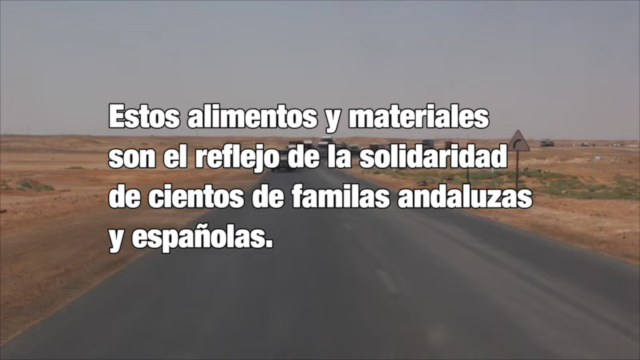 Estos alimentos y materiales
son el reflejo de la solidaridad
de cientos de familas andaluzas
y españolas.